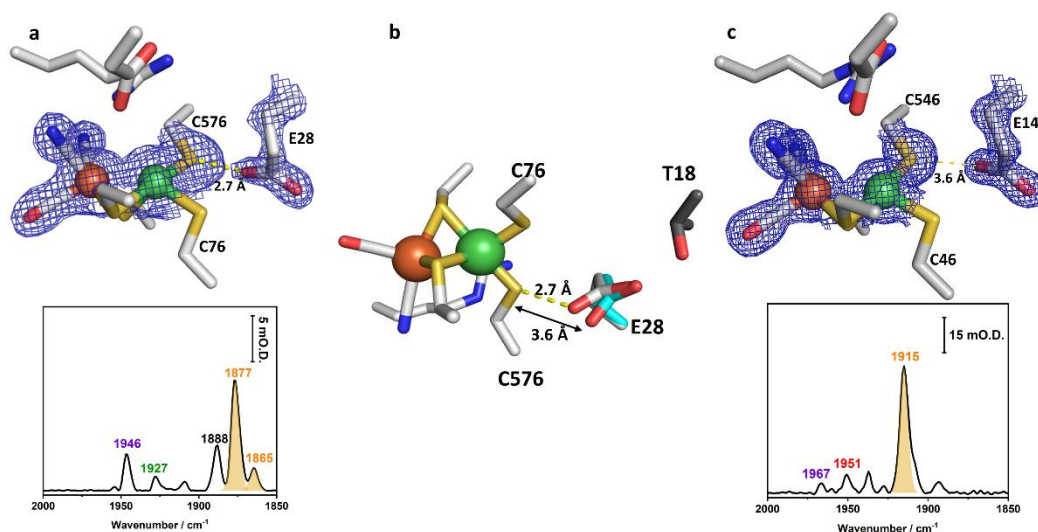 a
C576
E28
2.7 Å
C76
5 mO.D.
1877
1946
1927
1888
1865
2000 1950 1900 1850
Wavenumber / cm⁻¹
b
C76
T18
2.7 Å
3.6 Å
E28
C576
c
C546
E14
3.6 Å
C46
15 mO.D.
1915
1967
1951
2000 1950 1900 1850
Wavenumber / cm⁻¹